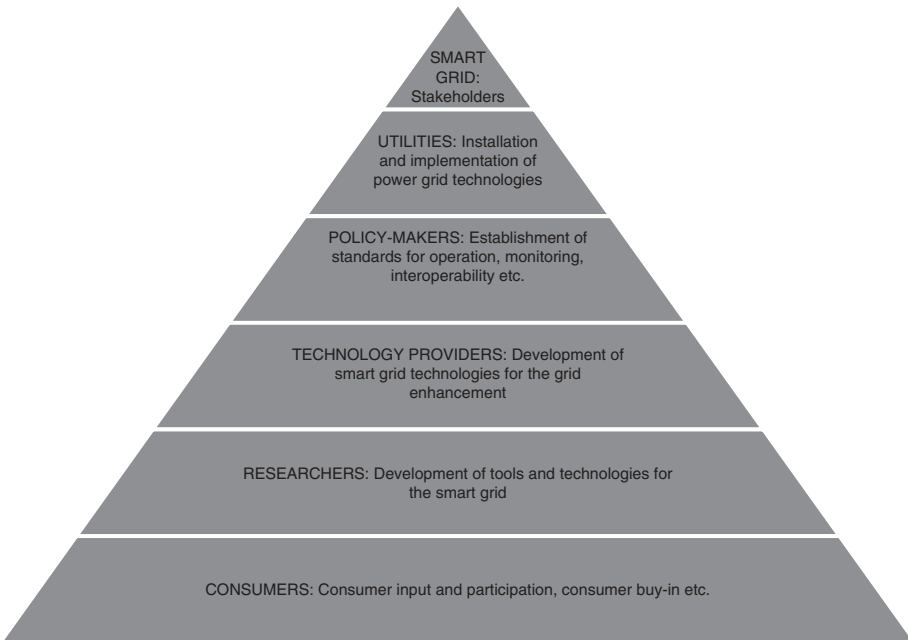 SMART
GRID:
Stakeholders
UTILITIES: Installation
and implementation of
power grid technologies
POLICY-MAKERS: Establishment of
standards for operation, monitoring,
interoperability etc.
TECHNOLOGY PROVIDERS: Development of
smart grid technologies for the grid
enhancement
RESEARCHERS: Development of tools and technologies for
the smart grid
CONSUMERS: Consumer input and participation, consumer buy-in etc.